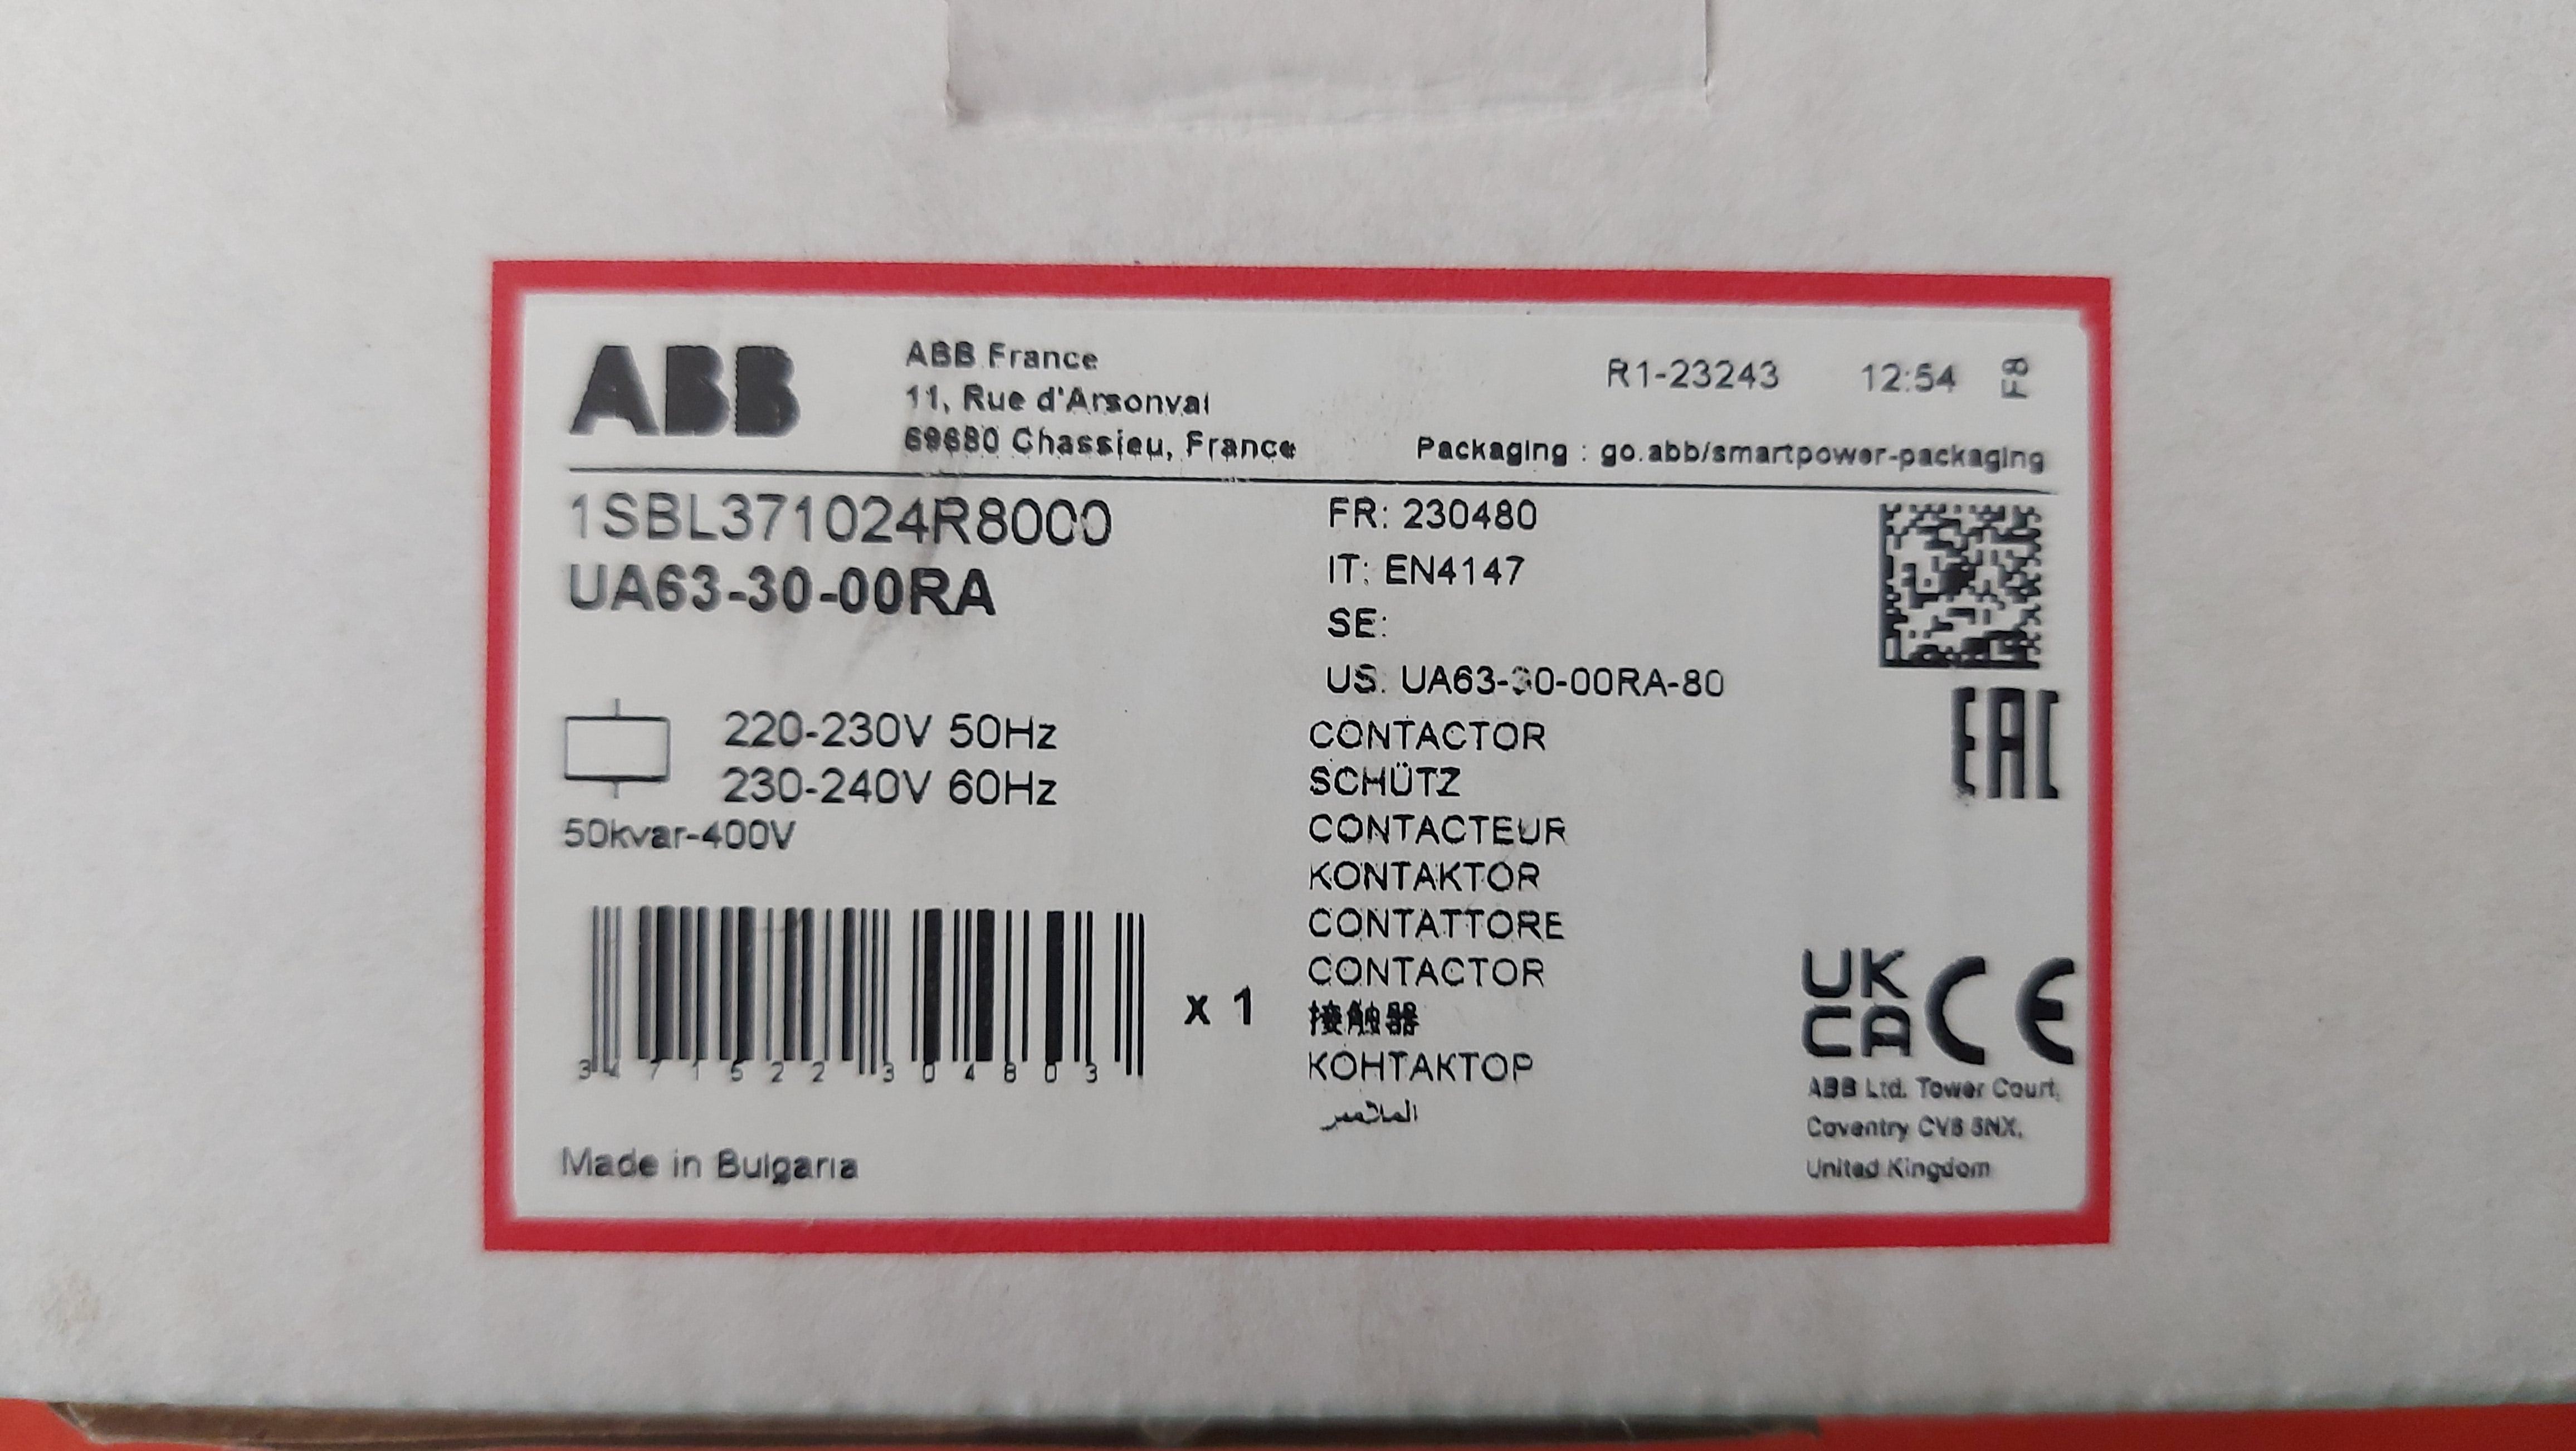 ABB
ABB France
11, Rue d'Arsonval
69680 Chassieu, France
R1-23243 12:54 F8
Packaging : go.abb/smartpower-packaging
1SBL371024R8000
UA63-30-00RA
220-230V 50Hz
230-240V 60Hz
50kvar-400V
3471522304803
x 1
Made in Bulgaria
FR: 230480
IT: EN4147
SE:
US: UA63-30-00RA-80
CONTACTOR
SCHÜTZ
CONTACTEUR
KONTAKTOR
CONTATTORE
CONTACTOR
接触器
КОНТАКТОР
EAC
UK
CA CE
ABB Ltd. Tower Court,
Coventry
United Kingdom